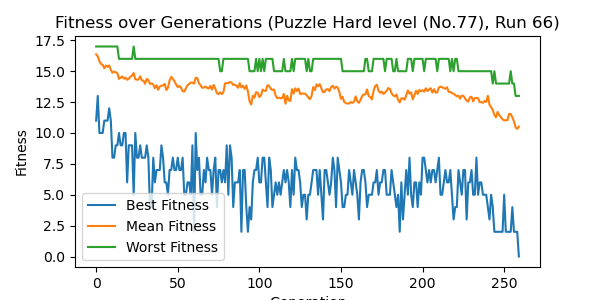 Fitness over Generations (Puzzle Hard level (No.77), Run 66)
17.5
15.0
12.5
10.0
7.5
5.0
2.5
0.0
Fitness
Best Fitness
Mean Fitness
Worst Fitness
0 50 100 150 200 250
Generation